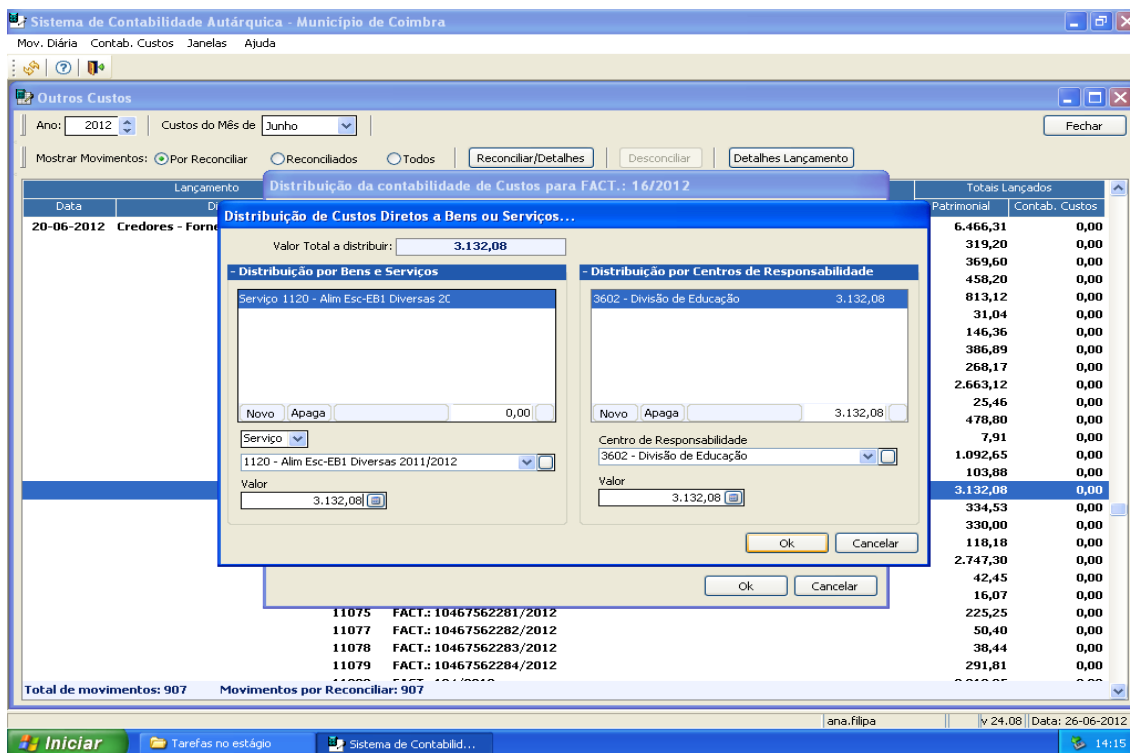 Sistema de Contabilidade Autárquica - Município de Coimbra
Mov. Diária Contab. Custos Janelas Ajuda
Outros Custos
Ano: 2012 Custos do Mês de Junho Fechar
Mostrar Movimentos: Por Reconciliar Reconciliados Todos Reconciliar/Detalhes Desconciliar Detalhes Lançamento
Lançamento
Totais Lançados
Data
Patrimonial Contab. Custos
Distribuição da contabilidade de Custos para FACT.: 16/2012
Distribuição de Custos Diretos a Bens ou Serviços...
Valor Total a distribuir: 3.132,08
- Distribuição por Bens e Serviços
Serviço 1120 - Alim Esc-EB1 Diversas
Novo Apaga 0,00
Serviço
1120 - Alim Esc-EB1 Diversas 2011/2012
Valor
3.132,08
- Distribuição por Centros de Responsabilidade
3602 - Divisão de Educação 3.132,08
Novo Apaga 3.132,08
Centro de Responsabilidade
3602 - Divisão de Educação
Valor
3.132,08
Ok Cancelar
Ok Cancelar
20-06-2012 Credores - 6.466,31 0,00
319,20 0,00
369,60 0,00
458,20 0,00
813,12 0,00
31,04 0,00
146,36 0,00
386,89 0,00
268,17 0,00
2.663,12 0,00
25,46 0,00
478,80 0,00
7,91 0,00
1.092,65 0,00
103,88 0,00
3.132,08 0,00
334,53 0,00
330,00 0,00
118,18 0,00
2.747,30 0,00
42,45 0,00
16,07 0,00
11075 FACT.: 10467562281/2012 225,25 0,00
11077 FACT.: 10467562282/2012 50,40 0,00
11078 FACT.: 10467562283/2012 38,44 0,00
11079 FACT.: 10467562284/2012 291,81 0,00
Total de movimentos: 907 Movimentos por Reconciliar: 907
ana.filipa v 24.08 Data: 26-06-2012
Iniciar Tarefas no estágio Sistema de Contabilid... 14:15